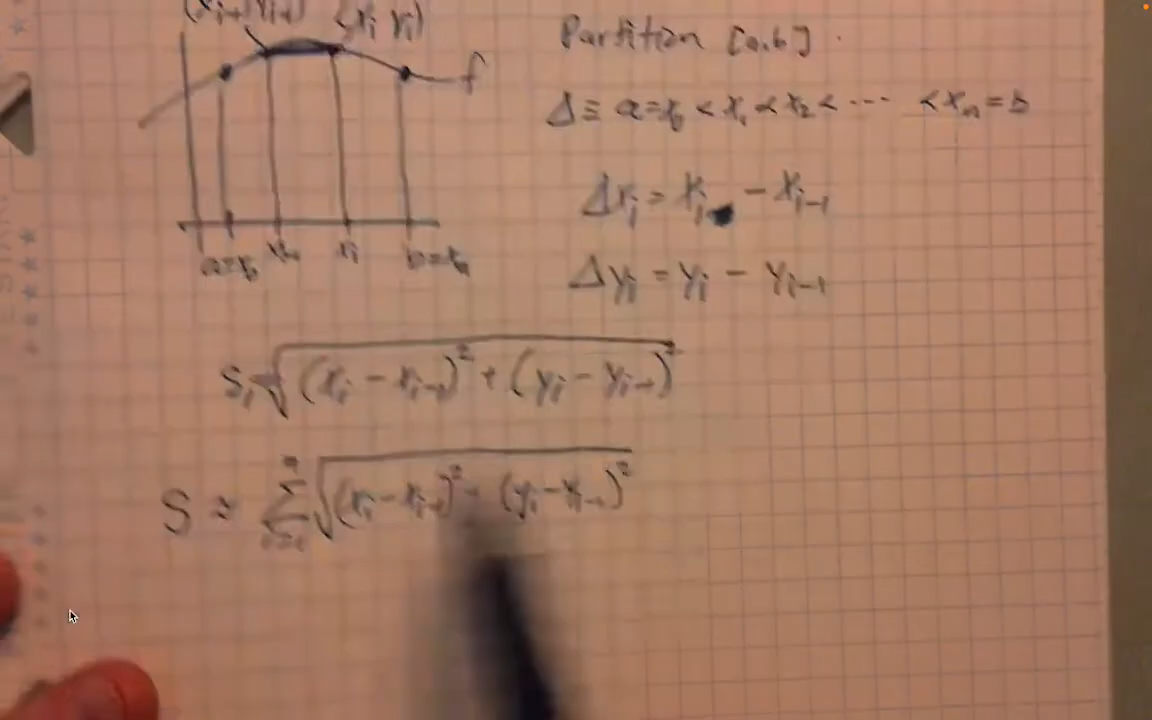 (xᵢ₋₁, yᵢ₋₁) (xᵢ, yᵢ)
f
a=x₀ xᵢ₋₁ xᵢ b=xₙ
Partition [a,b].
Δ ≡ a=x₀ < x₁ < x₂ < ⋯ < xₙ = b
Δxᵢ = xᵢ - xᵢ₋₁
Δyᵢ = yᵢ - yᵢ₋₁
Sᵢ = √((xᵢ - xᵢ₋₁)² + (yᵢ - yᵢ₋₁)²)
S ≈ ∑ᵢ₌₁ⁿ √((xᵢ - xᵢ₋₁)² + (yᵢ - yᵢ₋₁)²)